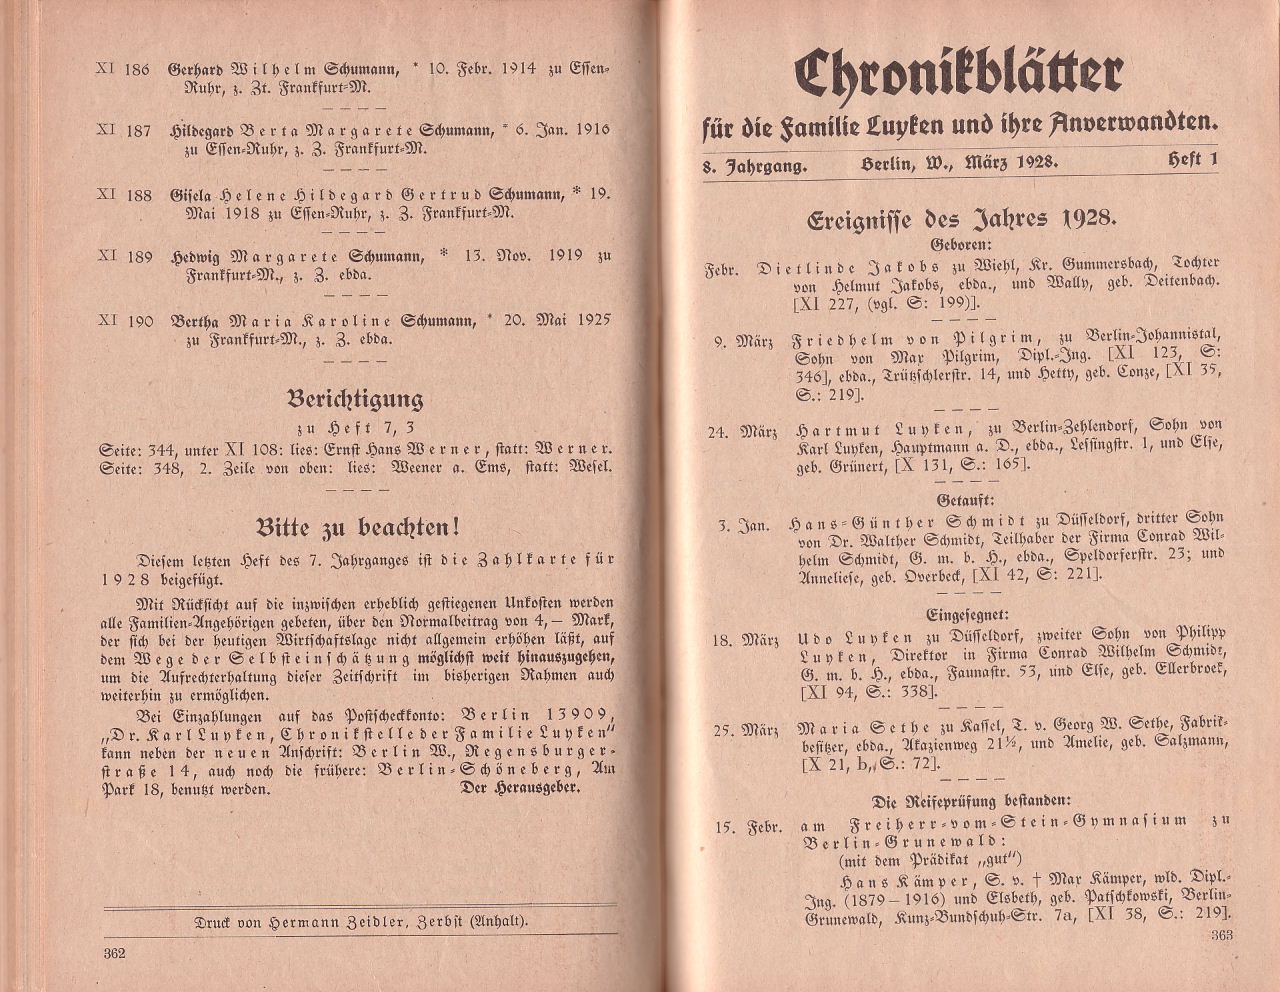 XI 186 Gerhard Wilhelm Schumann, * 10. Febr. 1914 zu Essen-
Ruhr, z. Zt. Frankfurt-M.
XI 187 Hildegard Berta Margarete Schumann, * 6. Jan. 1916
zu Essen-Ruhr, z. Z. Frankfurt-M.
XI 188 Gisela Helene Hildegard Gertrud Schumann, * 19.
Mai 1918 zu Essen-Ruhr, z. Z. Frankfurt-M.
XI 189 Hedwig Margarete Schumann, * 13. Nov. 1919 zu
Frankfurt-M., z. Z. ebda.
XI 190 Bertha Maria Karoline Schumann, * 20. Mai 1925
zu Frankfurt-M., z. Z. ebda.
Berichtigung
zu Heft 7, 3
Seite: 344, unter XI 108: lies: Ernst Hans Werner, statt: Werner.
Seite: 348, 2. Zeile von oben: lies: Weener a. Ems, statt: Wesel.
Bitte zu beachten!
Diesem letzten Heft des 7. Jahrganges ist die Zahlkarte für
1928 beigefügt.
Mit Rücksicht auf die inzwischen erheblich gestiegenen Unkosten werden
alle Familien-Angehörigen gebeten, über den Normalbeitrag von 4,— Mark,
der sich bei der heutigen Wirtschaftslage nicht allgemein erhöhen läßt, auf
dem Wege der Selbsteinschätzung möglichst weit hinauszugehen,
um die Aufrechterhaltung dieser Zeitschrift im bisherigen Rahmen auch
weiterhin zu ermöglichen.
Bei Einzahlungen auf das Postscheckkonto: Berlin 13909,
„Dr. Karl Luyken, Chronikstelle der Familie Luyken"
kann neben der neuen Anschrift: Berlin W., Regensburger-
straße 14, auch noch die frühere: Berlin-Schöneberg, Am
Park 18, benutzt werden. Der Herausgeber.
Druck von Hermann Zeidler, Zerbst (Anhalt).
362
Chronikblätter
für die Familie Luyken und ihre Anverwandten.
8. Jahrgang. Berlin, W., März 1928. Heft 1
Ereignisse des Jahres 1928.
Geboren:
Febr. Dietlinde Jakobs zu Wiehl, Kr. Gummersbach, Tochter
von Helmut Jakobs, ebda., und Wally, geb. Deitenbach.
[XI 227, (vgl. S: 199)].
9. März Friedhelm von Pilgrim, zu Berlin-Johannistal,
Sohn von Max Pilgrim, Dipl.-Ing. [XI 123, S:
346], ebda., Trützschlerstr. 14, und Hetty, geb. Conze, [XI 35,
S.: 219].
24. März Hartmut Luyken, zu Berlin-Zehlendorf, Sohn von
Karl Luyken, Hauptmann a. D., ebda., Lessingstr. 1, und Else,
geb. Grünert, [X 131, S.: 165].
Getauft:
3. Jan. Hans-Günther Schmidt zu Düsseldorf, dritter Sohn
von Dr. Walther Schmidt, Teilhaber der Firma Conrad Wil-
helm Schmidt, G. m. b. H., ebda., Speldorferstr. 23; und
Anneliese, geb. Overbeck, [XI 42, S: 221].
Eingesegnet:
18. März Udo Luyken zu Düsseldorf, zweiter Sohn von Philipp
Luyken, Direktor in Firma Conrad Wilhelm Schmidt,
G. m. b. H., ebda., Faunastr. 53, und Else, geb. Ellerbroek,
[XI 94, S.: 338].
25. März Maria Sethe zu Kassel, T. v. Georg W. Sethe, Fabrik-
besitzer, ebda., Akazienweg 21½, und Amelie, geb. Salzmann,
[X 21, b, S.: 72].
Die Reifeprüfung bestanden:
15. Febr. am Freiherr-vom-Stein-Gymnasium zu
Berlin-Grunewald:
(mit dem Prädikat „gut")
Hans Kämper, S. v. † Max Kämper, wld. Dipl.-
Ing. (1879—1916) und Elsbeth, geb. Patschkowski, Berlin-
Grunewald, Kunz-Bundschuh-Str. 7a, [XI 38, S.: 219].
363